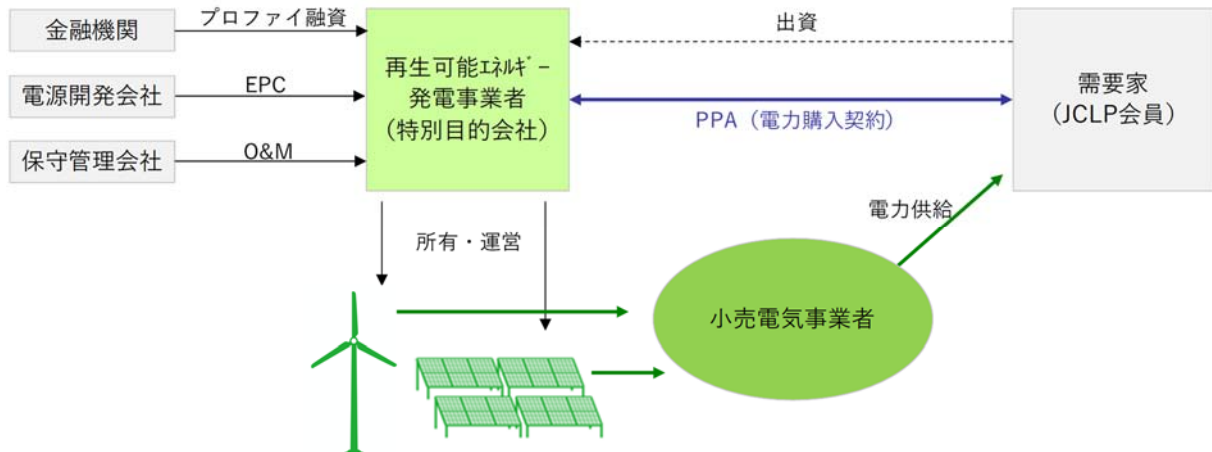 金融機関
プロファイ融資
電源開発会社
EPC
保守管理会社
O&M
再生可能ｴﾈﾙｷﾞｰ
発電事業者
（特別目的会社）
出資
PPA（電力購入契約）
需要家
（JCLP会員）
所有・運営
電力供給
小売電気事業者